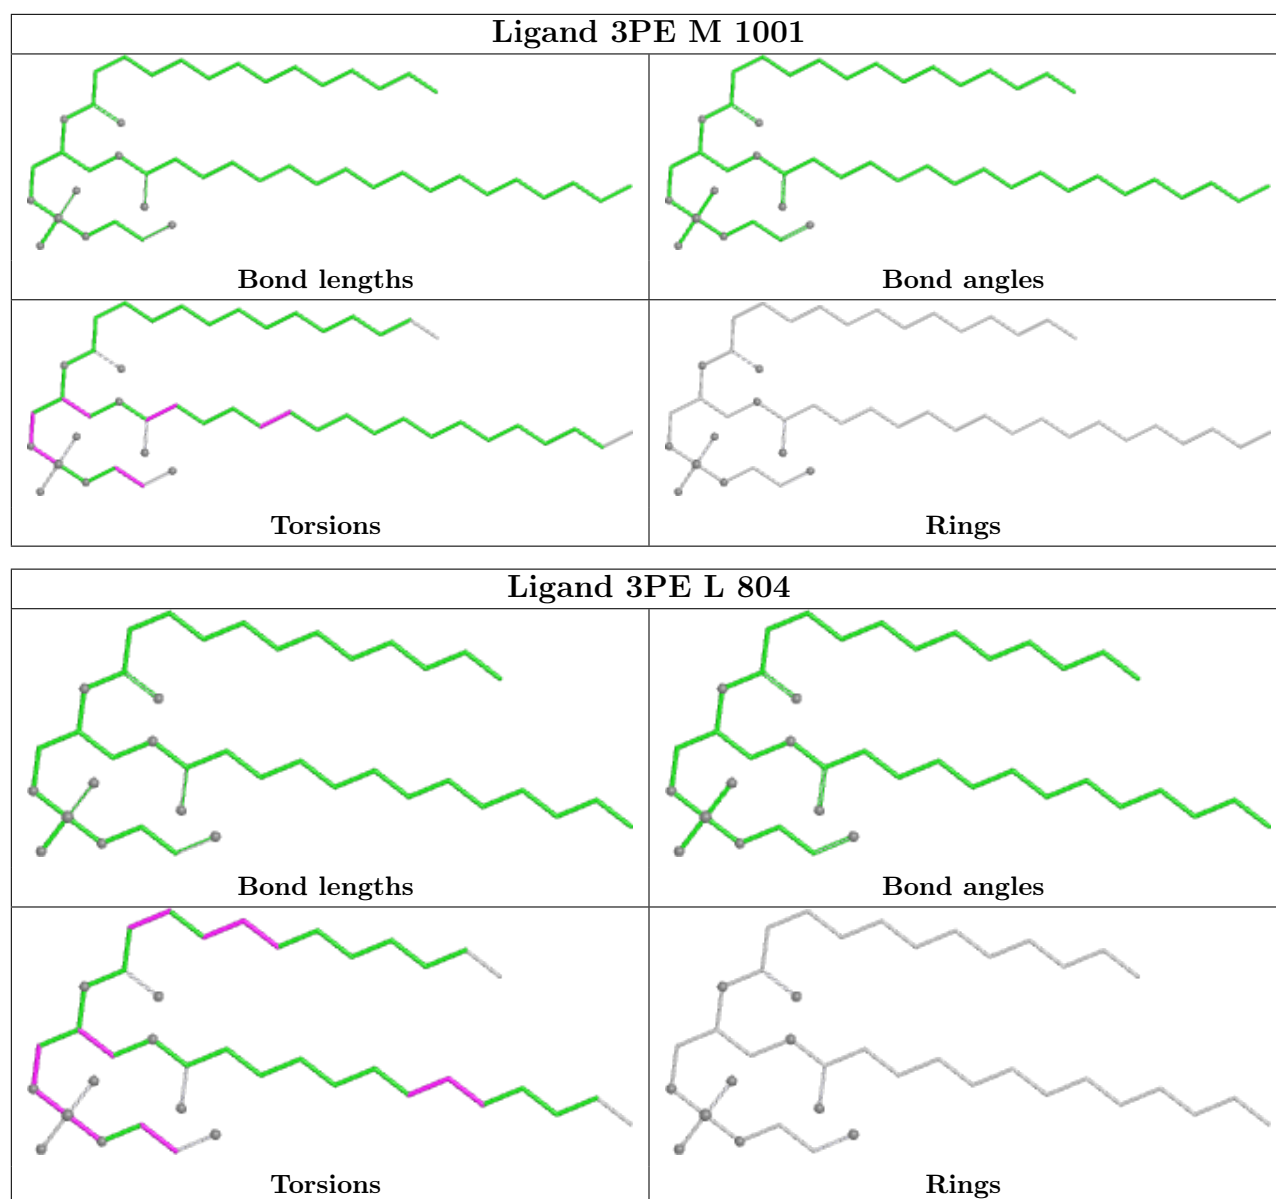 Ligand 3PE M 1001
Bond lengths
Bond angles
Torsions
Rings
Ligand 3PE L 804
Bond lengths
Bond angles
Torsions
Rings